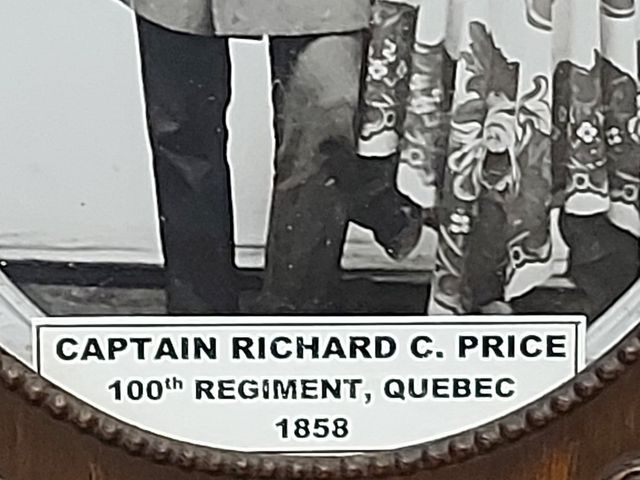 CAPTAIN RICHARD C. PRICE
100th REGIMENT, QUEBEC
1858